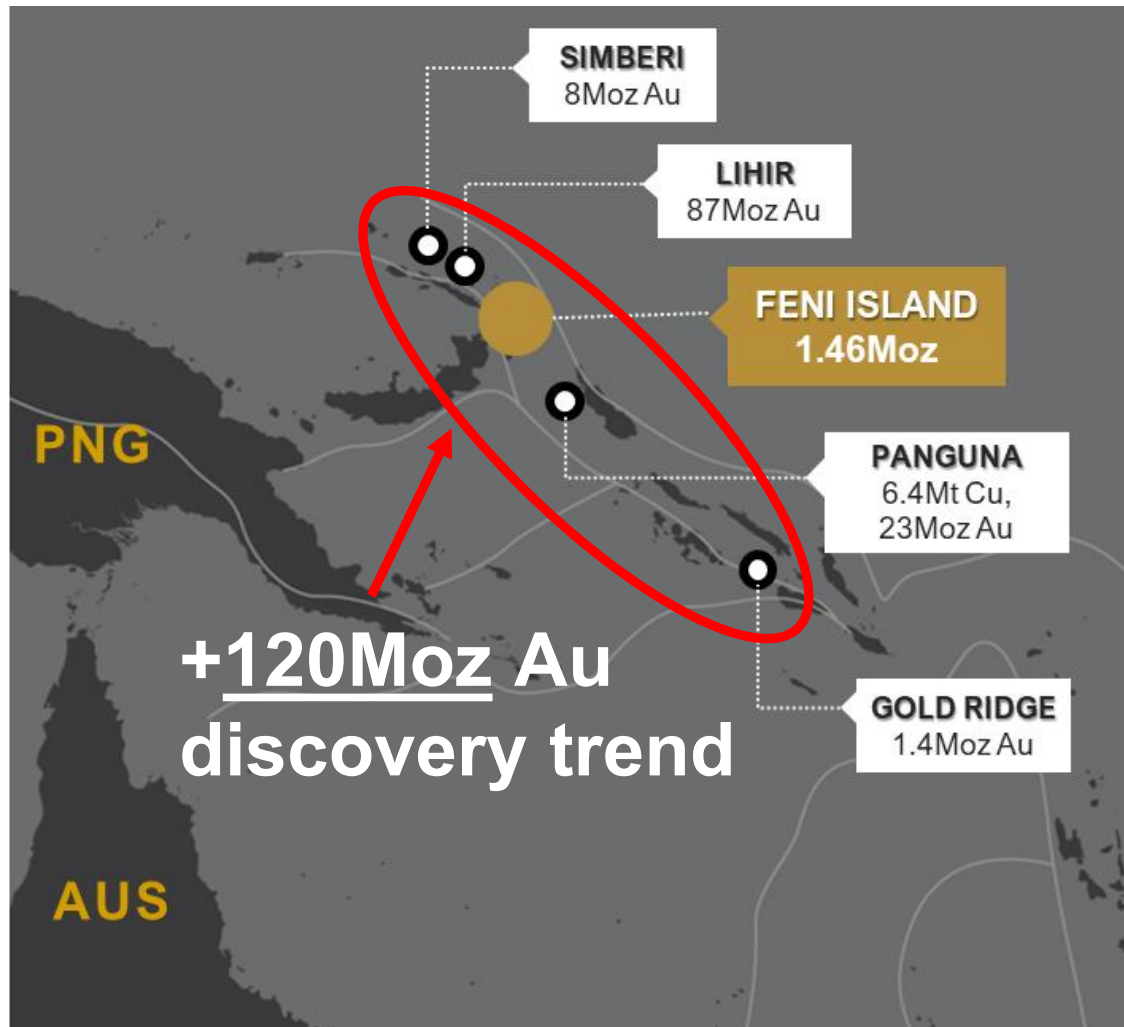 SIMBERI
8Moz Au
LIHIR
87Moz Au
FENI ISLAND
1.46Moz
PNG
PANGUNA
6.4Mt Cu,
23Moz Au
+120Moz Au
discovery trend
GOLD RIDGE
1.4Moz Au
AUS